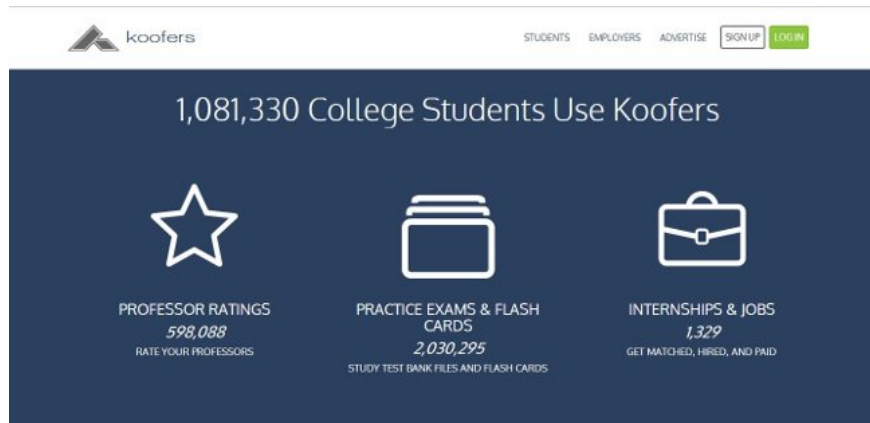 koofers
STUDENTS EMPLOYERS ADVERTISE SIGN UP LOG IN
1,081,330 College Students Use Koofers
PROFESSOR RATINGS
598,088
RATE YOUR PROFESSORS
PRACTICE EXAMS & FLASH
CARDS
2,030,295
STUDY TEST BANK FILES AND FLASH CARDS
INTERNSHIPS & JOBS
1,329
GET MATCHED, HIRED, AND PAID